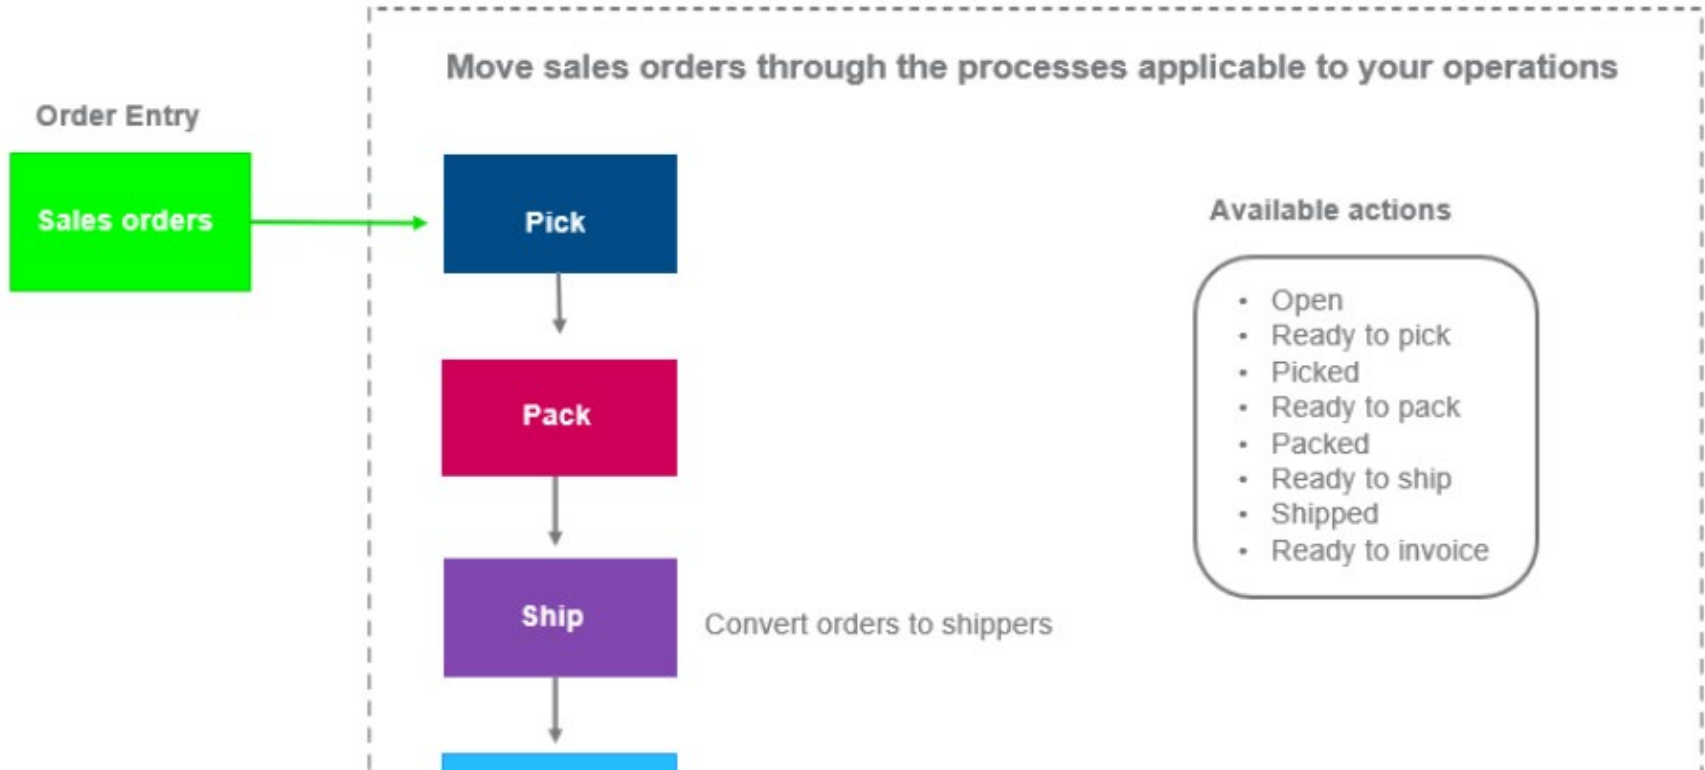 Move sales orders through the processes applicable to your operations
Order Entry
Sales orders
Pick
Pack
Ship
Convert orders to shippers
Available actions
• Open
• Ready to pick
• Picked
• Ready to pack
• Packed
• Ready to ship
• Shipped
• Ready to invoice